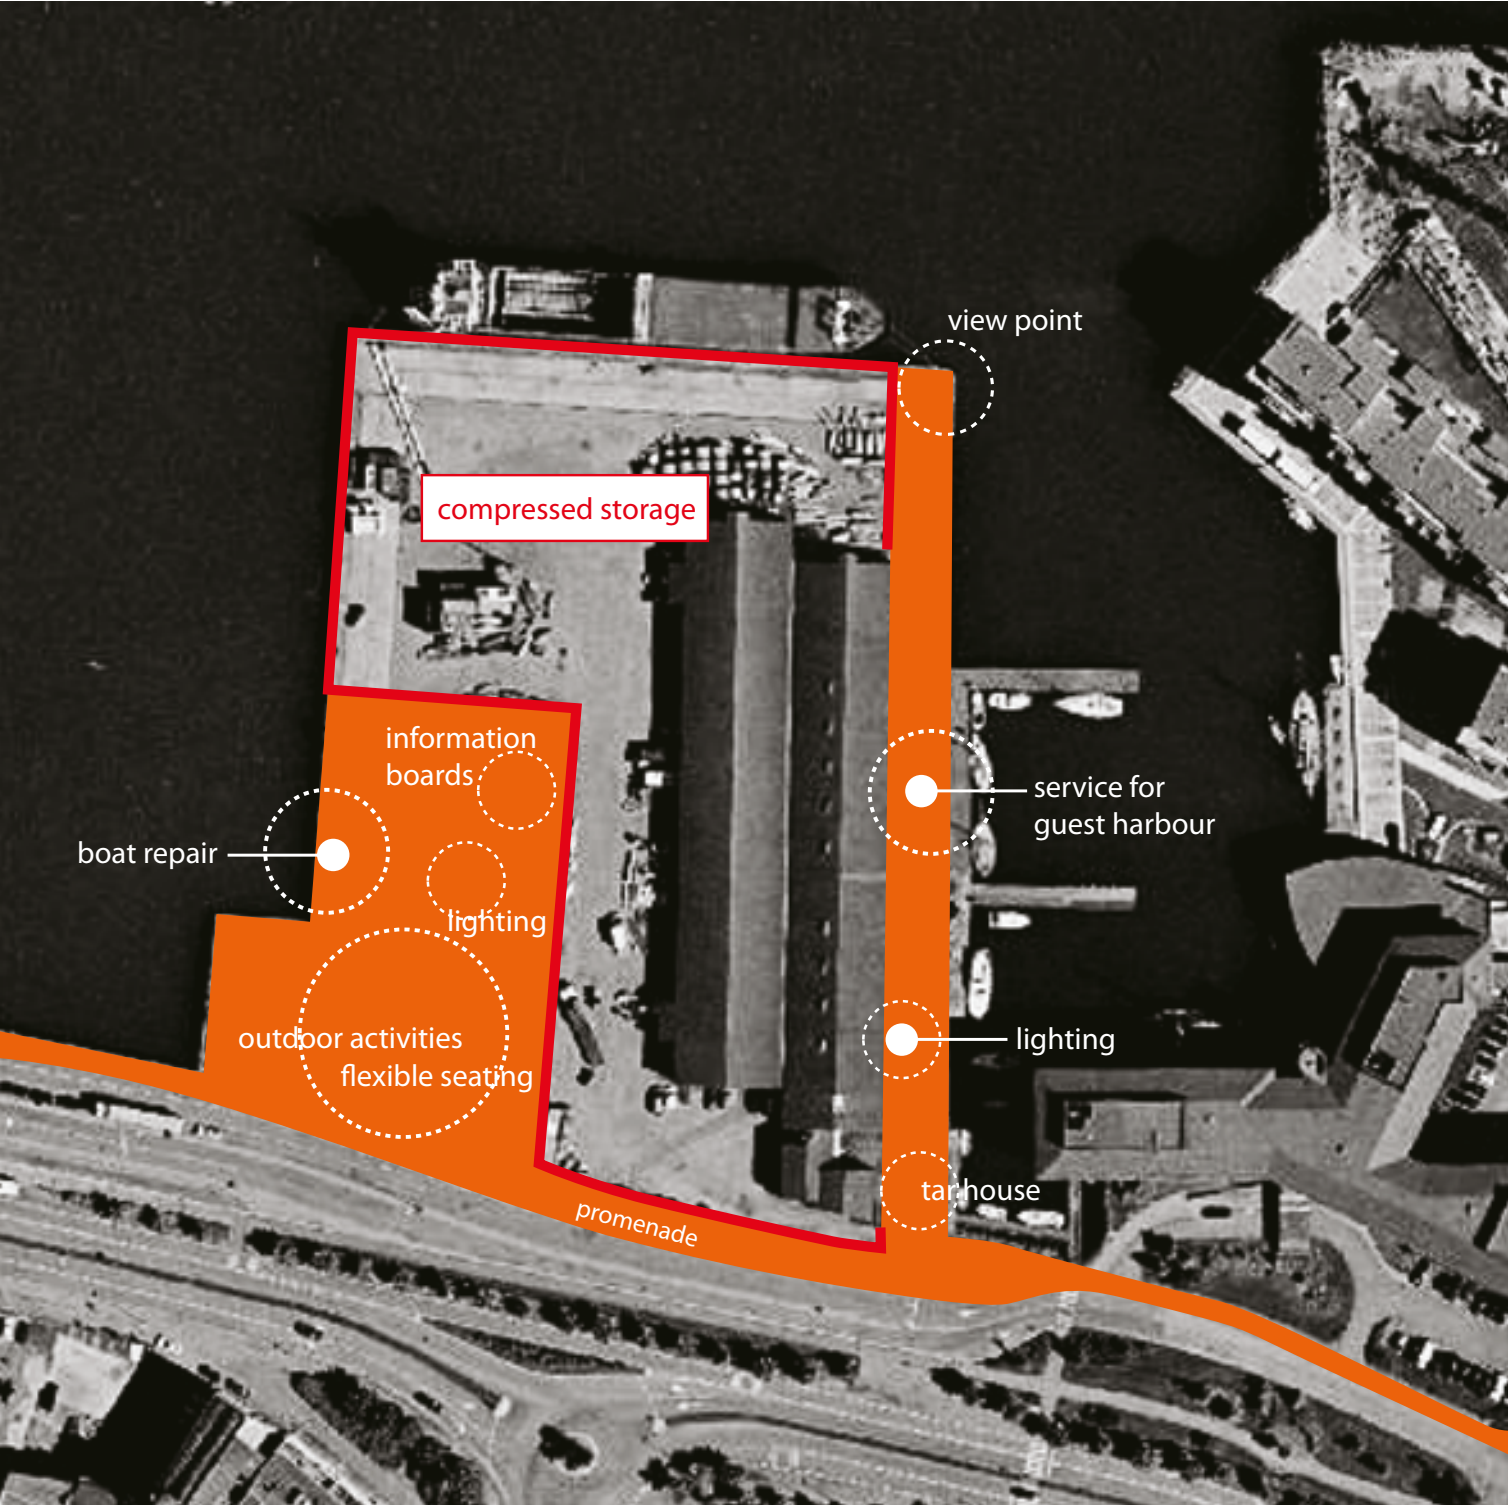 view point
compressed storage
information
boards
service for
guest harbour
boat repair
lighting
outdoor activities
flexible seating
lighting
tar house
promenade